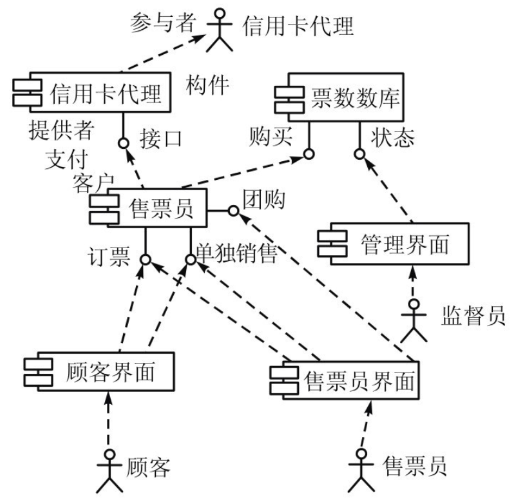 参与者
信用卡代理
信用卡代理
构件
票数数库
提供者
接口
购买
状态
支付
客户
售票员
团购
订票
单独销售
管理界面
监督员
顾客界面
售票员界面
顾客
售票员